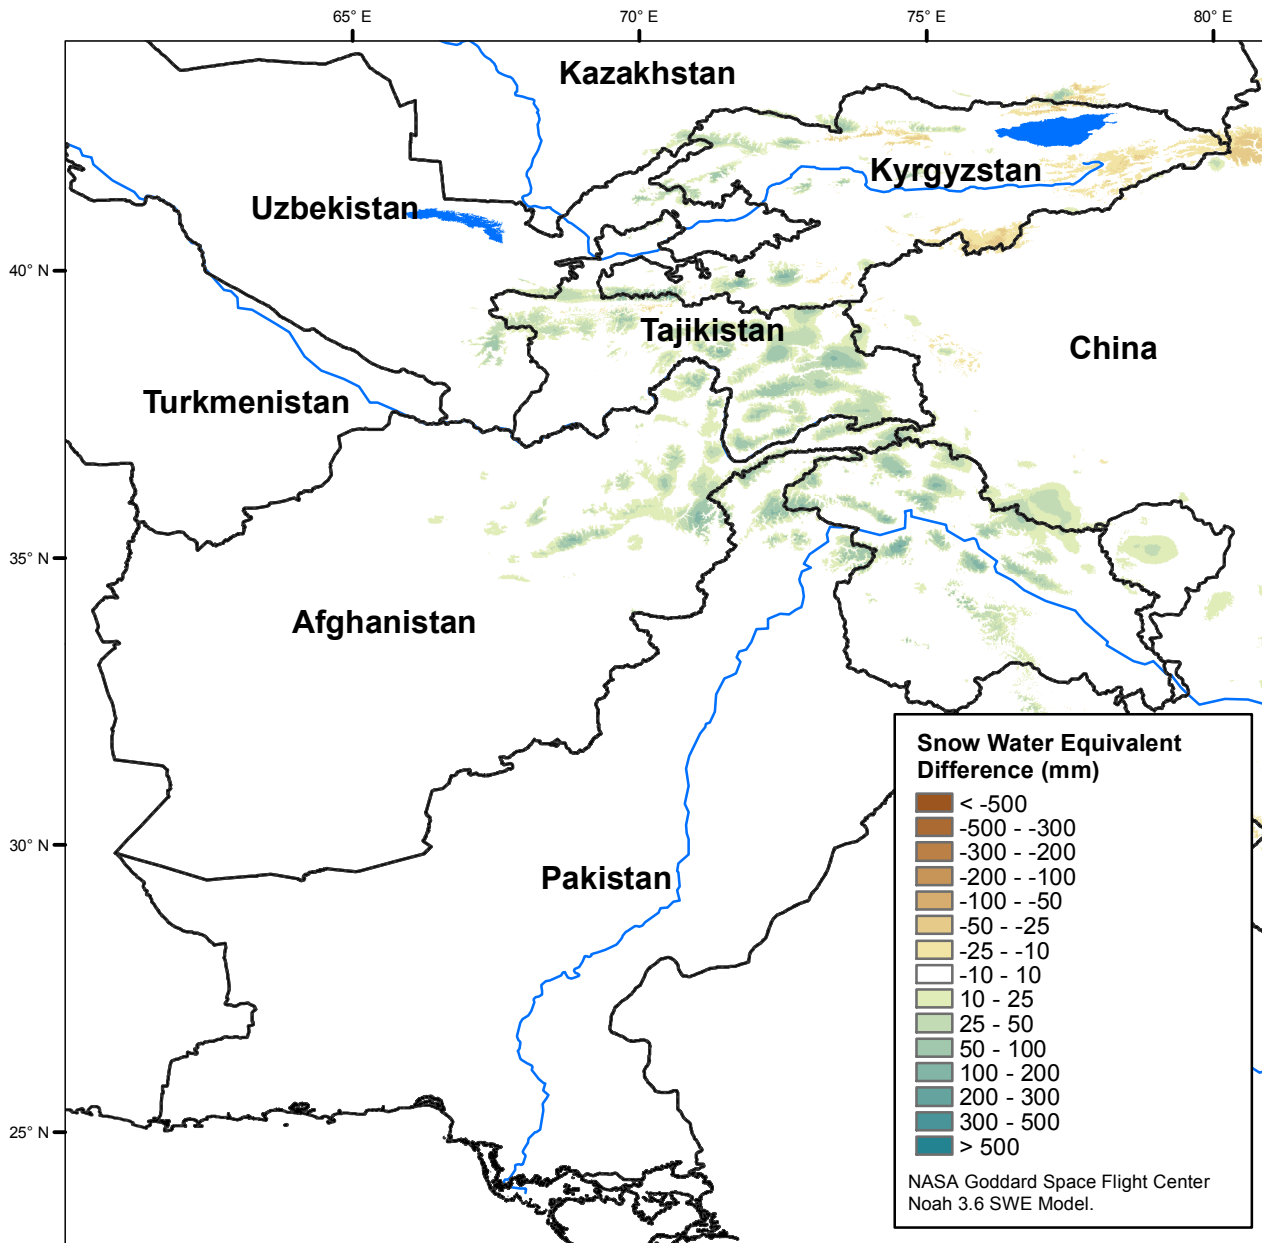 65° E
70° E
75° E
80° E
Kazakhstan
Kyrgyzstan
Uzbekistan
40° N
Tajikistan
China
Turkmenistan
35° N
Afghanistan
30° N
Pakistan
25° N
Snow Water Equivalent
Difference (mm)
< -500
-500 - -300
-300 - -200
-200 - -100
-100 - -50
-50 - -25
-25 - -10
-10 - 10
10 - 25
25 - 50
50 - 100
100 - 200
200 - 300
300 - 500
> 500
NASA Goddard Space Flight Center
Noah 3.6 SWE Model.